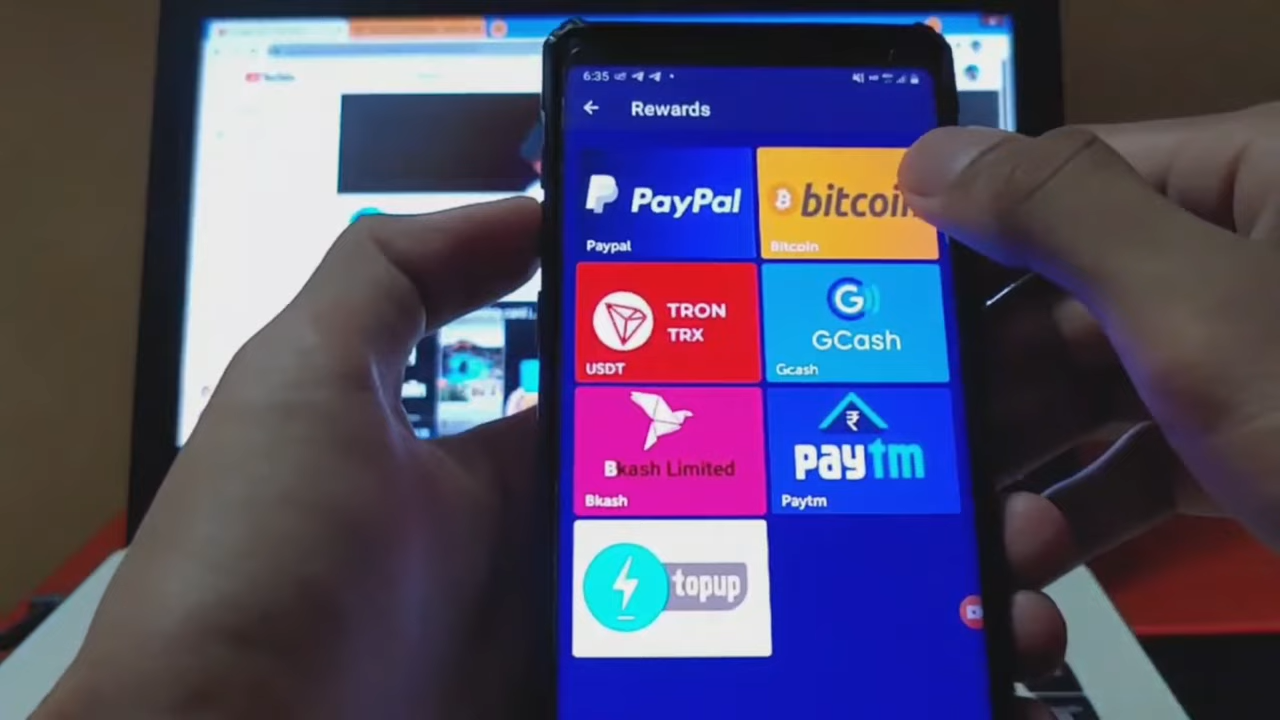 6:35
Rewards
PayPal
Paypal
bitcoin
Bitcoin
TRON
TRX
USDT
GCash
Gcash
Bkash Limited
Bkash
₹
paytm
Paytm
topup